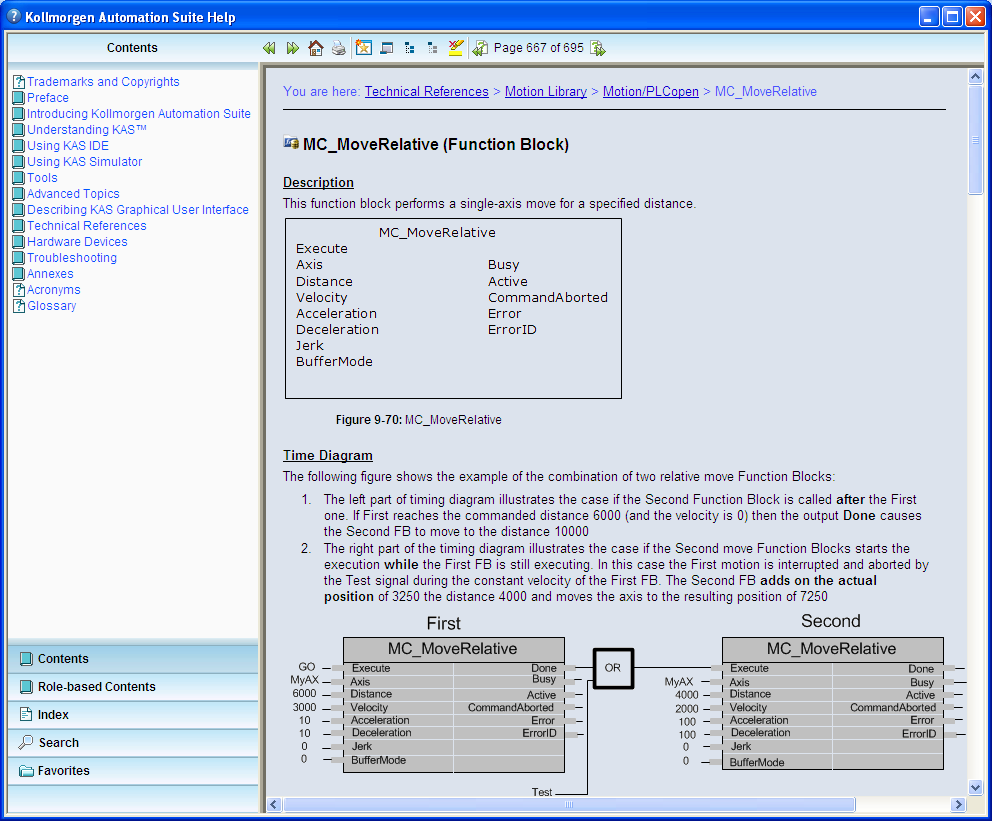 Kollmorgen Automation Suite Help
Contents
Page 667 of 695
Trademarks and Copyrights
Preface
Introducing Kollmorgen Automation Suite
Understanding KAS™
Using KAS IDE
Using KAS Simulator
Tools
Advanced Topics
Describing KAS Graphical User Interface
Technical References
Hardware Devices
Troubleshooting
Annexes
Acronyms
Glossary
Contents
Role-based Contents
Index
Search
Favorites
You are here: Technical References > Motion Library > Motion/PLCopen > MC_MoveRelative
MC_MoveRelative (Function Block)
Description
This function block performs a single-axis move for a specified distance.
MC_MoveRelative
Execute
Axis Busy
Distance Active
Velocity CommandAborted
Acceleration Error
Deceleration ErrorID
Jerk
BufferMode
Figure 9-70: MC_MoveRelative
Time Diagram
The following figure shows the example of the combination of two relative move Function Blocks:
1. The left part of timing diagram illustrates the case if the Second Function Block is called after the First
one. If First reaches the commanded distance 6000 (and the velocity is 0) then the output Done causes
the Second FB to move to the distance 10000
2. The right part of the timing diagram illustrates the case if the Second move Function Blocks starts the
execution while the First FB is still executing. In this case the First motion is interrupted and aborted by
the Test signal during the constant velocity of the First FB. The Second FB adds on the actual
position of 3250 the distance 4000 and moves the axis to the resulting position of 7250
First
MC_MoveRelative
GO Execute Done
MyAX Axis Busy
6000 Distance Active
3000 Velocity CommandAborted
10 Acceleration Error
10 Deceleration ErrorID
0 Jerk
0 BufferMode
OR
Test
Second
MC_MoveRelative
Execute Done
MyAX Axis Busy
4000 Distance Active
2000 Velocity CommandAborted
100 Acceleration Error
100 Deceleration ErrorID
0 Jerk
0 BufferMode